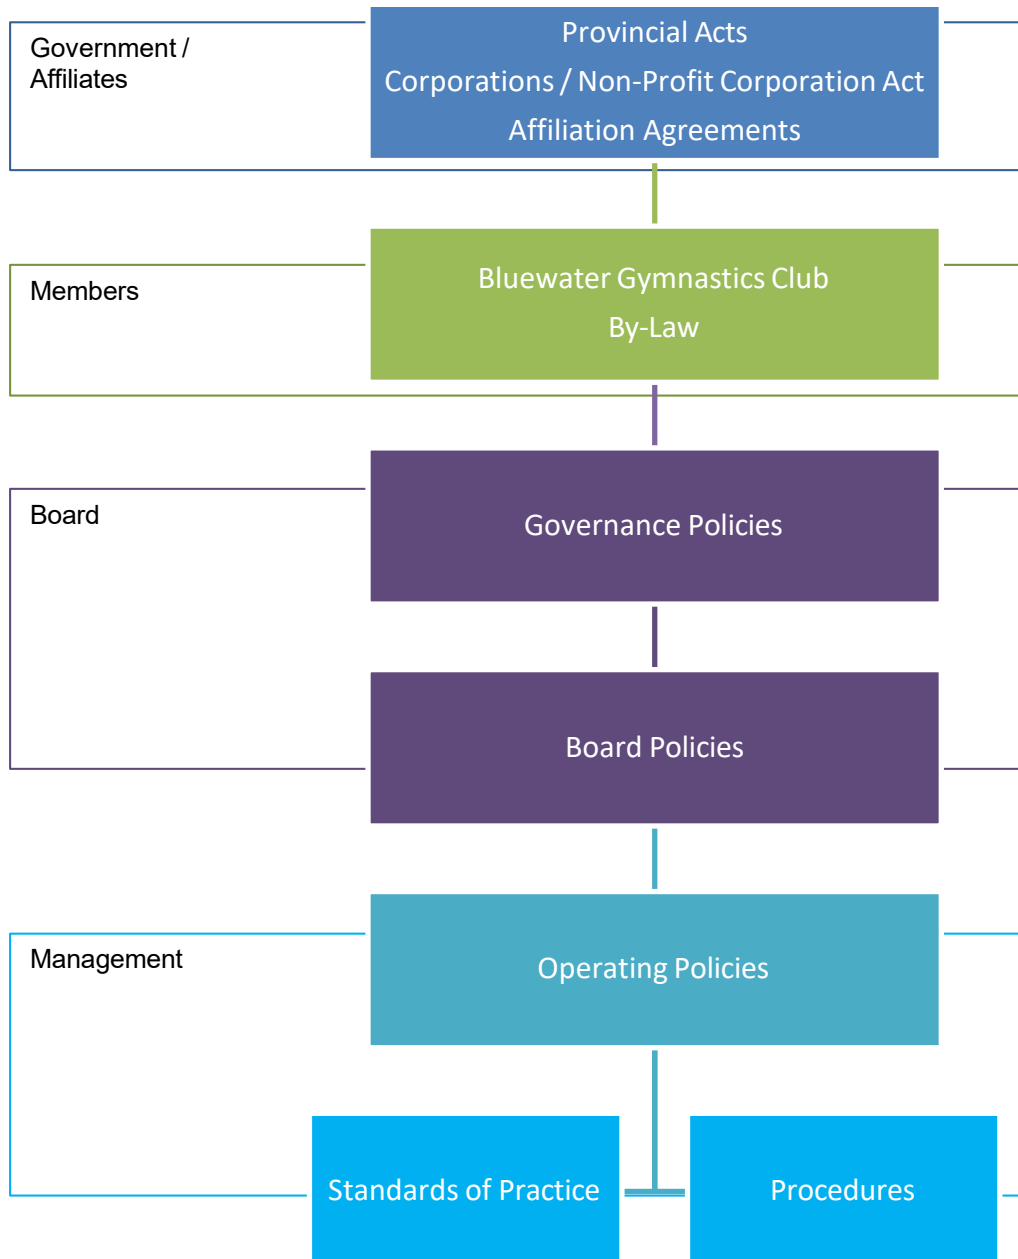 Government /
Affiliates
Provincial Acts
Corporations / Non-Profit Corporation Act
Affiliation Agreements
Members
Bluewater Gymnastics Club
By-Law
Board
Governance Policies
Board Policies
Management
Operating Policies
Standards of Practice
Procedures